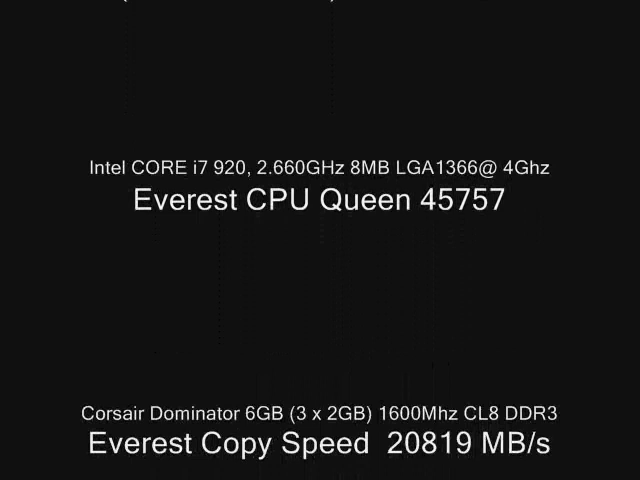 Intel CORE i7 920, 2.660GHz 8MB LGA1366@ 4Ghz
Everest CPU Queen 45757
Corsair Dominator 6GB (3 x 2GB) 1600Mhz CL8 DDR3
Everest Copy Speed  20819 MB/s